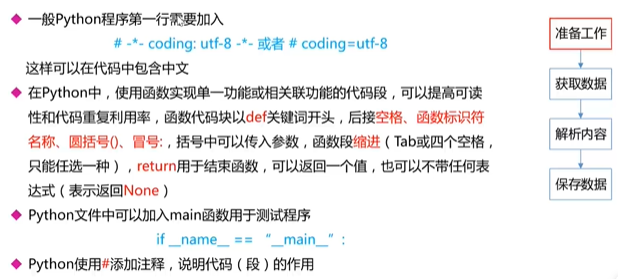 一般Python程序第一行需要加入
# -*- coding: utf-8 -*- 或者 # coding=utf-8
这样可以在代码中包含中文
在Python中，使用函数实现单一功能或相关联功能的代码段，可以提高可读
性和代码重复利用率，函数代码块以def关键词开头，后接空格、函数标识符
名称、圆括号()、冒号:，括号中可以传入参数，函数段缩进（Tab或四个空格，
只能任选一种），return用于结束函数，可以返回一个值，也可以不带任何表
达式（表示返回None）
Python文件中可以加入main函数用于测试程序
if __name__ == “__main__”:
Python使用#添加注释，说明代码（段）的作用
准备工作
获取数据
解析内容
保存数据